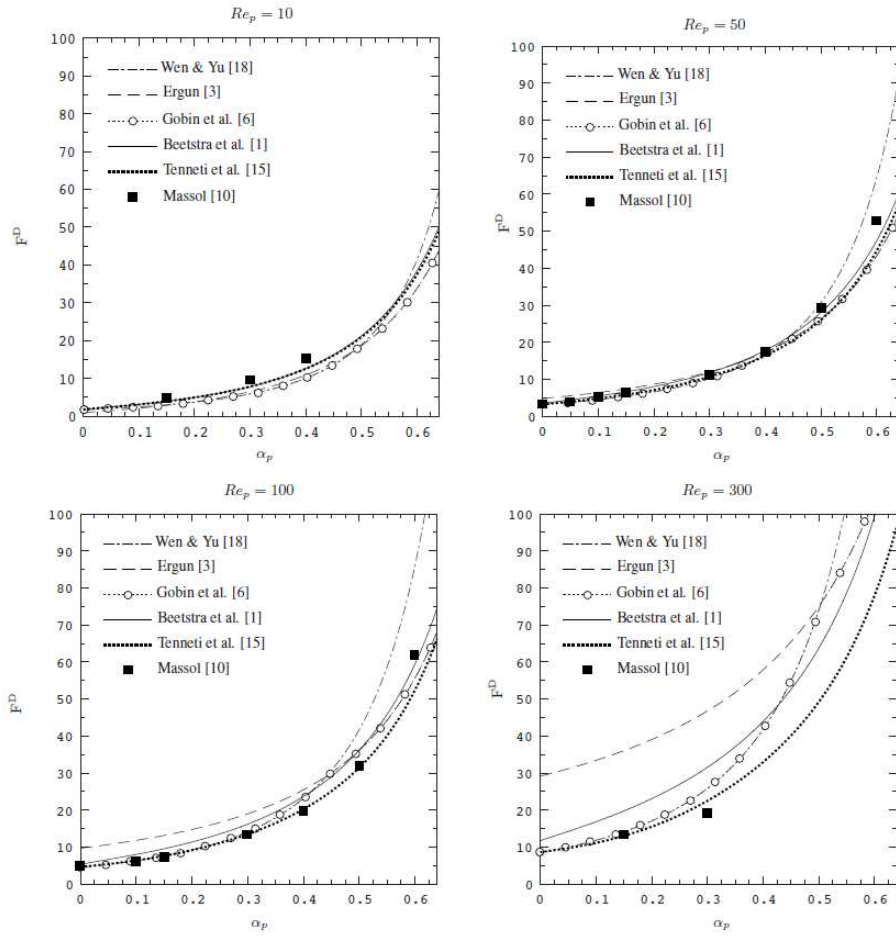 Re_p = 10
100
90
80
70
60
50
40
30
20
10
0
F^D
Wen & Yu [18]
Ergun [3]
Gobin et al. [6]
Beetstra et al. [1]
Tenneti et al. [15]
Massol [10]
0 0.1 0.2 0.3 0.4 0.5 0.6
α_p
Re_p = 50
100
90
80
70
60
50
40
30
20
10
0
F^D
Wen & Yu [18]
Ergun [3]
Gobin et al. [6]
Beetstra et al. [1]
Tenneti et al. [15]
Massol [10]
0 0.1 0.2 0.3 0.4 0.5 0.6
α_p
Re_p = 100
100
90
80
70
60
50
40
30
20
10
0
F^D
Wen & Yu [18]
Ergun [3]
Gobin et al. [6]
Beetstra et al. [1]
Tenneti et al. [15]
Massol [10]
0 0.1 0.2 0.3 0.4 0.5 0.6
α_p
Re_p = 300
100
90
80
70
60
50
40
30
20
10
0
F^D
Wen & Yu [18]
Ergun [3]
Gobin et al. [6]
Beetstra et al. [1]
Tenneti et al. [15]
Massol [10]
0 0.1 0.2 0.3 0.4 0.5 0.6
α_p